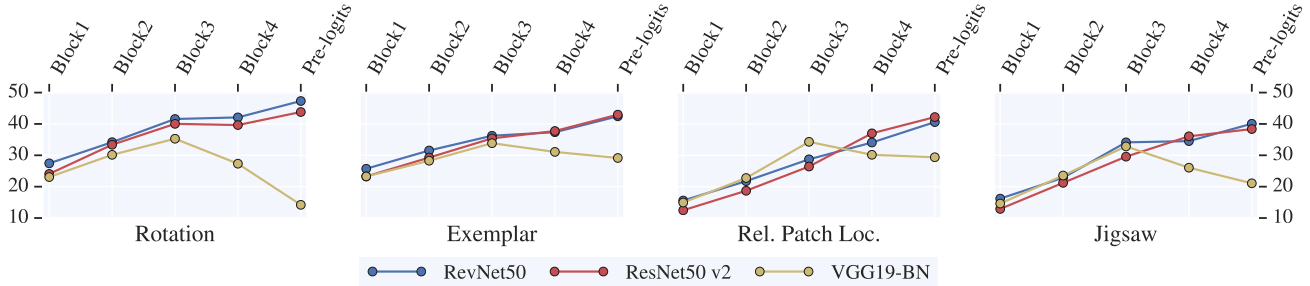 Block1 Block2 Block3 Block4 Pre-logits Block1 Block2 Block3 Block4 Pre-logits Block1 Block2 Block3 Block4 Pre-logits Block1 Block2 Block3 Block4 Pre-logits
50 50
40 40
30 30
20 20
10 10
Rotation Exemplar Rel. Patch Loc. Jigsaw
RevNet50 ResNet50 v2 VGG19-BN